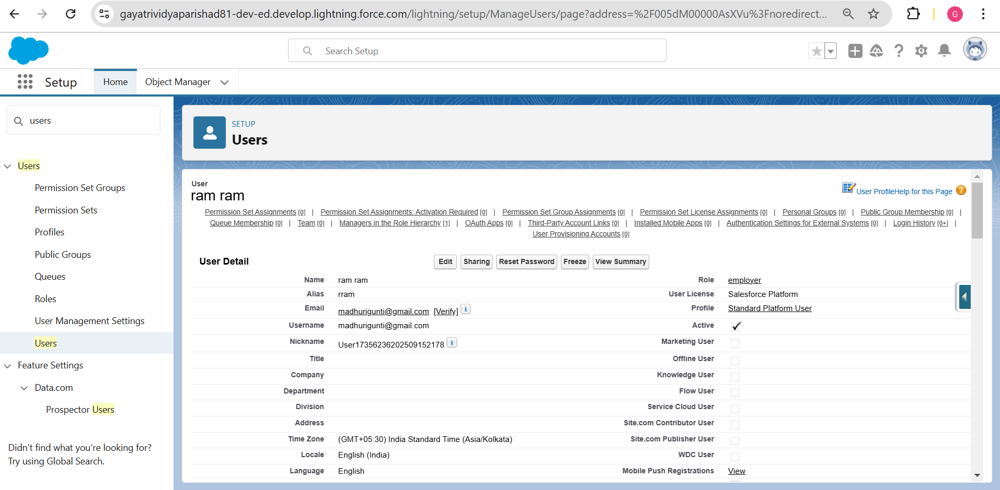 gayatrividyaparishad81-dev-ed.develop.lightning.force.com/lightning/setup/ManageUsers/page?address=%2F005dM00000AsXVu%3Fnoredirect...
G
Search Setup
Setup
Home
Object Manager
users
Users
Permission Set Groups
Permission Sets
Profiles
Public Groups
Queues
Roles
User Management Settings
Users
Feature Settings
Data.com
Prospector Users
Didn't find what you're looking for?
Try using Global Search.
SETUP
Users
User
ram ram
User ProfileHelp for this Page ?
Permission Set Assignments [0] | Permission Set Assignments: Activation Required [0] | Permission Set Group Assignments [0] | Permission Set License Assignments [0] | Personal Groups [0] | Public Group Membership [0] |
Queue Membership [0] | Team [0] | Managers in the Role Hierarchy [1] | OAuth Apps [0] | Third-Party Account Links [0] | Installed Mobile Apps [0] | Authentication Settings for External Systems [0] | Login History [0+] |
User Provisioning Accounts [0]
User Detail
Edit Sharing Reset Password Freeze View Summary
Name ram ram Role employer
Alias rram User License Salesforce Platform
Email madhurigunti@gmail.com [Verify] i Profile Standard Platform User
Username madhurigunti@gmail.com Active
Nickname User17356236202509152178 i Marketing User
Title Offline User
Company Knowledge User
Department Flow User
Division Service Cloud User
Address Site.com Contributor User
Time Zone (GMT+05:30) India Standard Time (Asia/Kolkata) Site.com Publisher User
Locale English (India) WDC User
Language English Mobile Push Registrations View